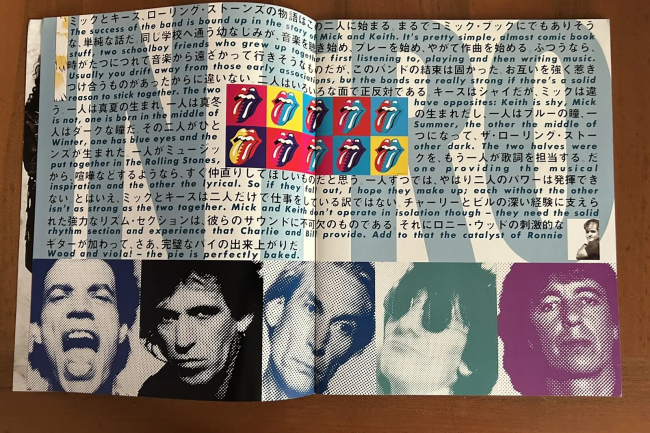 INTRO
ミックとキース、ローリング・ストーンズの物語はこの二人に始まる。まるでコミック・ブックにでもありそう
The success of the band is bound up in the story Mick and Keith. It's pretty simple, almost comic book
な、単純な話だ。同じ学校へ通う幼なじみが、音楽を聴き始め、プレーを始め、やがて作曲を始める。ふつうなら、
stuff, two schoolboy friends who grew up together first listening to, playing and then writing music.
時がたつにつれて音楽から遠ざかって行きそうなものだが、このバンドの結束は固かった。お互いを強く惹き
Usually you drift away from those early associations, but the bands are really strong if there's a solid
つけ合うものがあったからに違いない。二人はいろいろな面で正反対である。キースはシャイだが、ミックは違
reason to stick together. The two have opposites: Keith is shy, Mick
一人は真夏の生まれ、一人は真冬の生まれだし、一人はブルーの瞳、一
is not, one is born in the middle of Summer, the other the middle of
人はダークな瞳だ。その二人がひとつになって、ザ・ローリング・ストー
Winter, one has blue eyes and the other dark. The two halves were
ンズが生まれた。一人がミュージックを、もう一人が歌詞を担当する。だ
put together in The Rolling Stones, one providing the musical
から、喧嘩などするようなら、すぐ仲直りしてほしいものだと思う。一人ずつでは、やはり二人のパワーは発揮でき
inspiration and the other the lyrical. So if they fall out I hope they make up; each without the other
ない。とはいえ、ミックとキースは二人だけで仕事をしている訳ではない。チャーリーとビルの深い経験に支えら
isn't as strong as the two together. Mick and Keith don't operate in isolation though – they need the solid
れた強力なリズム・セクションは、彼らのサウンドに不可欠のものである。それにロニー・ウッドの刺激的な
rhythm section and experience that Charlie and Bill provide. Add to that the catalyst of Ronnie
ギターが加わって、さあ、完璧なパイの出来上がりだ。
Wood and viola! – the pie is perfectly baked.